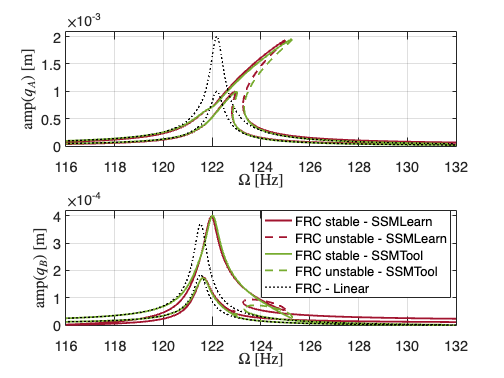 ×10⁻³
2
1.5
1
0.5
0
amp(q_A) [m]
116 118 120 122 124 126 128 130 132
Ω [Hz]
×10⁻⁴
4
3
2
1
0
amp(q_B) [m]
FRC stable - SSMLearn
FRC unstable - SSMLearn
FRC stable - SSMTool
FRC unstable - SSMTool
FRC - Linear
116 118 120 122 124 126 128 130 132
Ω [Hz]